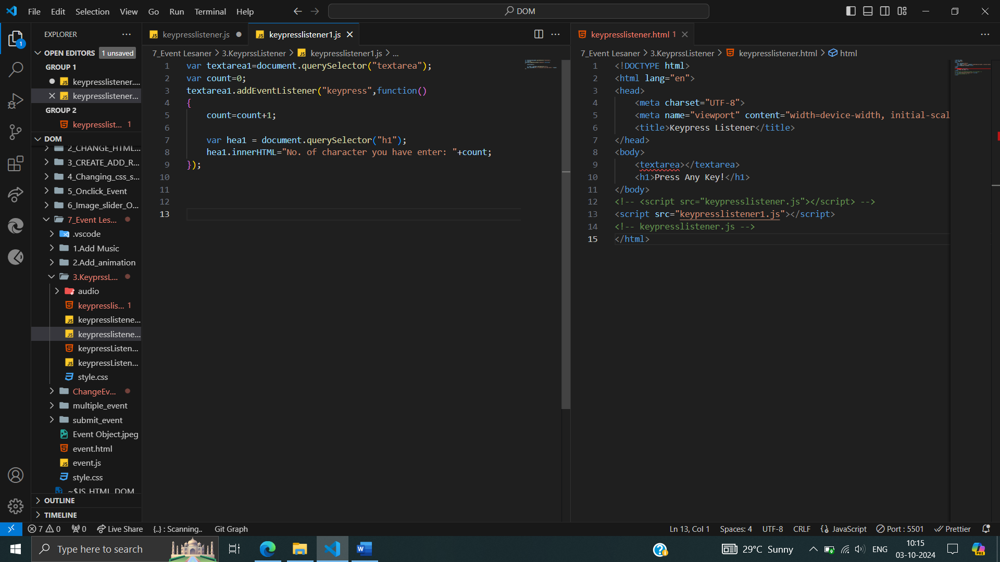 File Edit Selection View Go Run Terminal Help
DOM
EXPLORER
OPEN EDITORS 1 unsaved
GROUP 1
keypresslistener....
keypresslistener...
GROUP 2
keypresslist... 1
DOM
2_CHANGE_HTML...
3_CREATE_ADD_R...
4_Changing_css_s...
5_Onclick_Event
6_Image_slider_O...
7_Event Les...
.vscode
1.Add Music
2.Add_animation
3.KeyprssL...
audio
keypresslis... 1
keypresslistene...
keypresslistene...
keypressListen...
keypressListen...
style.css
ChangeEv...
multiple_event
submit_event
Event Object.jpeg
event.html
event.js
style.css
~$JS_HTML_DOM
OUTLINE
TIMELINE
keypresslistener.js
keypresslistener1.js
7_Event Lesaner > 3.KeyprssListener > keypresslistener1.js > ...
1 var textarea1=document.querySelector("textarea");
2 var count=0;
3 textarea1.addEventListener("keypress",function()
4 {
5 count=count+1;
6
7 var hea1 = document.querySelector("h1");
8 hea1.innerHTML="No. of character you have enter: "+count;
9 });
10
11
12
13
keypresslistener.html 1
7_Event Lesaner > 3.KeyprssListener > keypresslistener.html > html
1 <!DOCTYPE html>
2 <html lang="en">
3 <head>
4 <meta charset="UTF-8">
5 <meta name="viewport" content="width=device-width, initial-scal
6 <title>Keypress Listener</title>
7 </head>
8 <body>
9 <textarea></textarea>
10 <h1>Press Any Key!</h1>
11 </body>
12 <!-- <script src="keypresslistener.js"></script> -->
13 <script src="keypresslistener1.js"></script>
14 <!-- keypresslistener.js -->
15 </html>
7 0 0 Live Share {..} : Scanning.. Git Graph
Ln 13, Col 1 Spaces: 4 UTF-8 CRLF JavaScript Port : 5501 Prettier
Type here to search
29°C Sunny ENG
10:15
03-10-2024